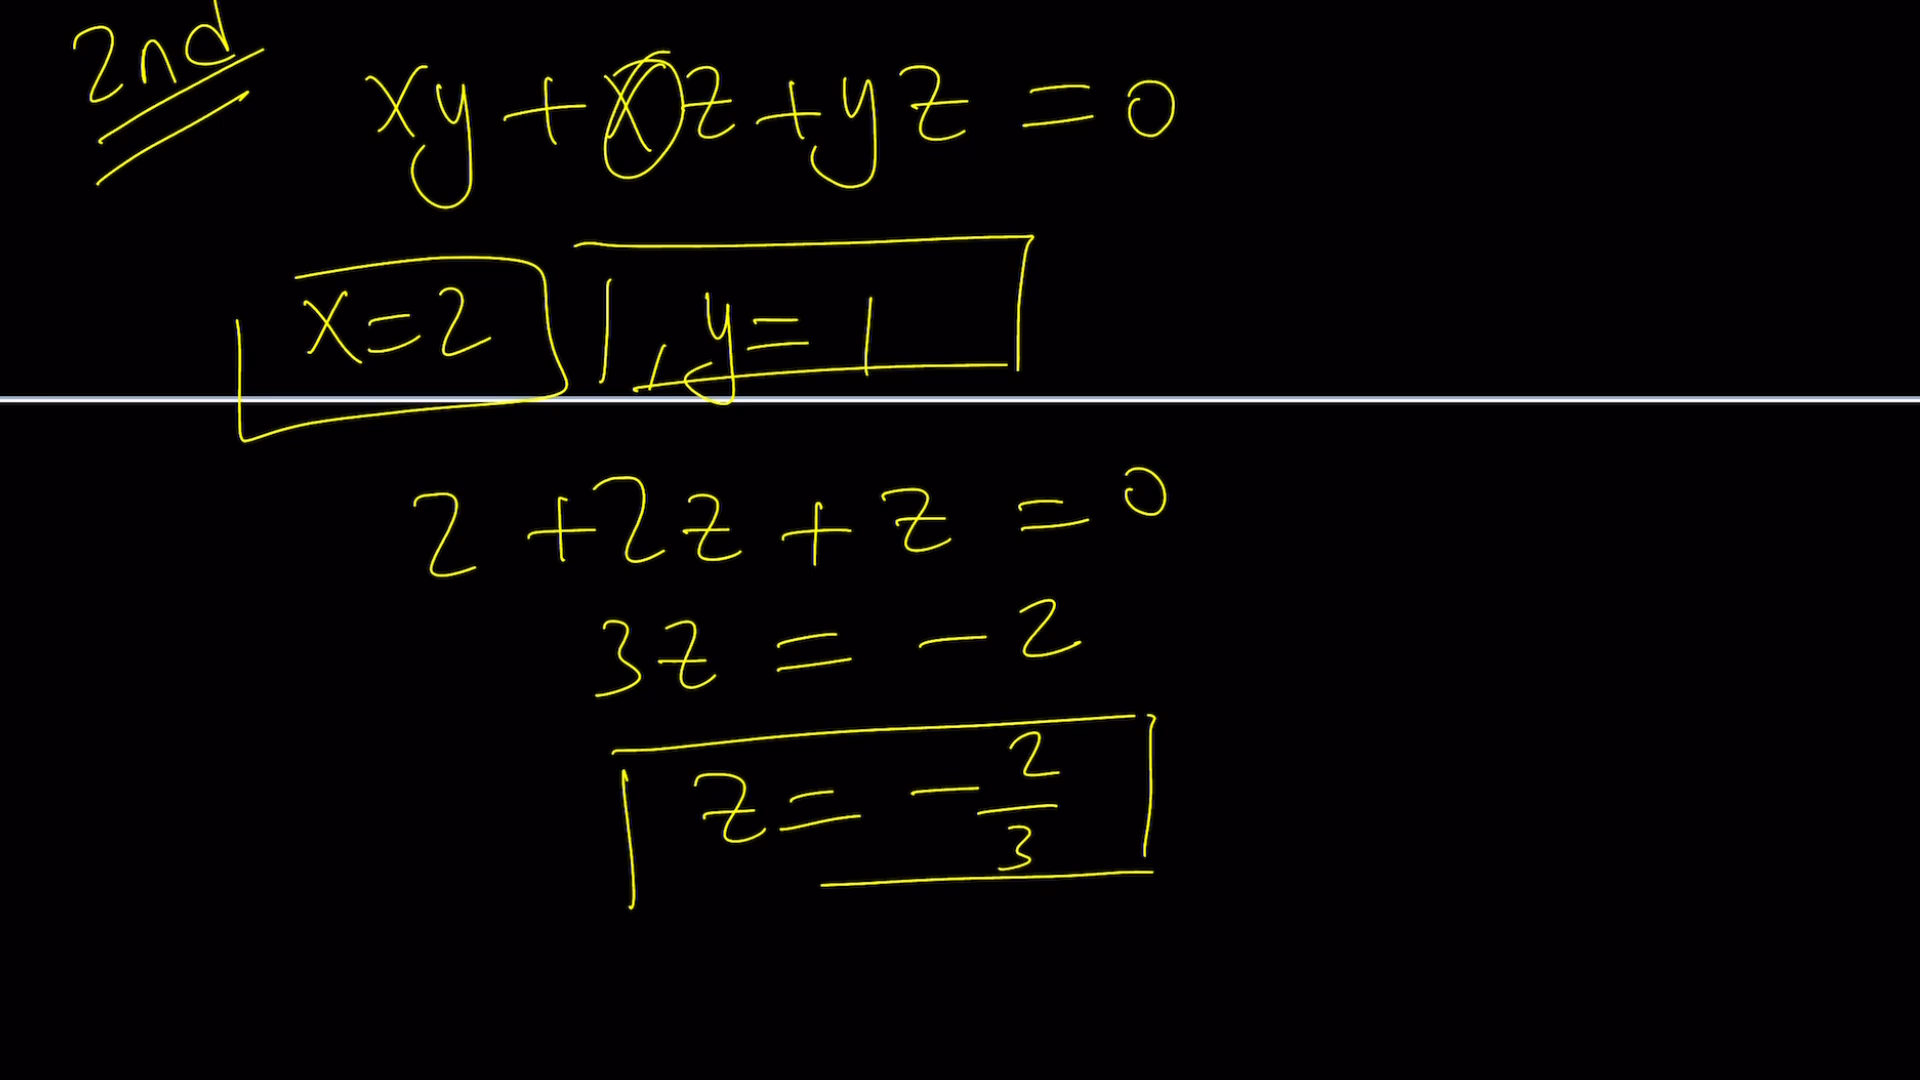 2nd
xy + xz + yz = 0
x = 2 , y = 1
2 + 2z + z = 0
3z = - 2
z = - 2/3